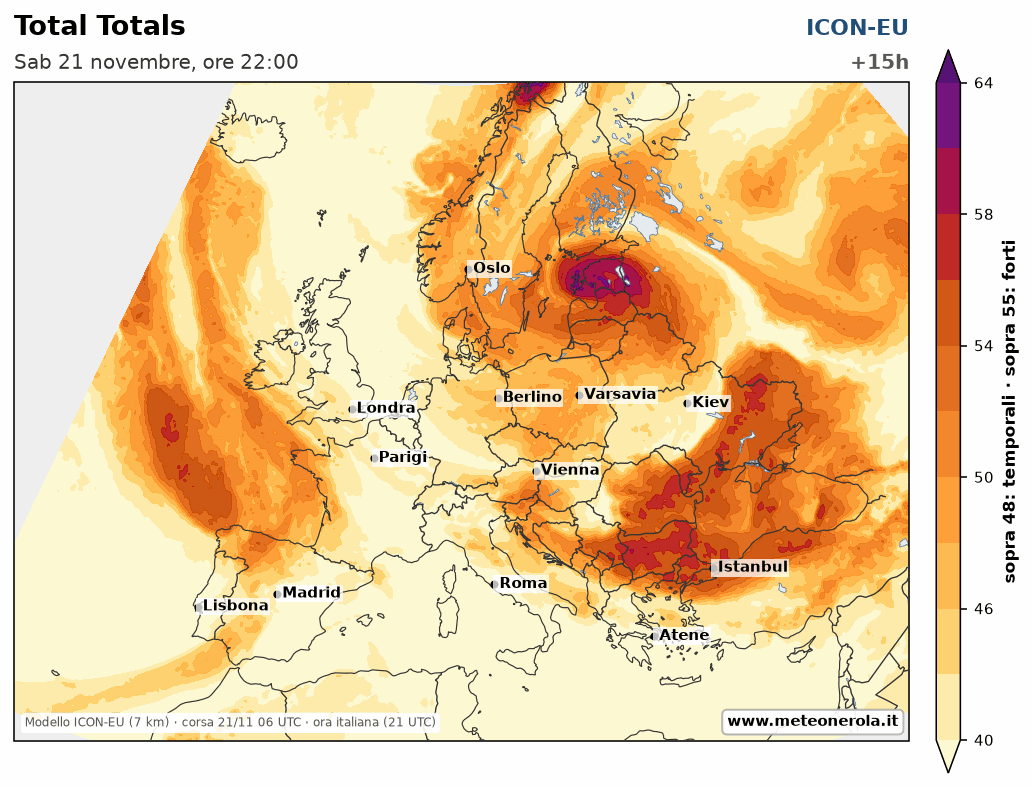 Total Totals
ICON-EU
Sab 21 novembre, ore 22:00
+15h
64
58
54
50
46
40
sopra 48: temporali · sopra 55: forti
Oslo
Berlino
Varsavia
Kiev
Londra
Parigi
Vienna
Istanbul
Roma
Madrid
Lisbona
Atene
Modello ICON-EU (7 km) · corsa 21/11 06 UTC · ora italiana (21 UTC)
www.meteonerola.it